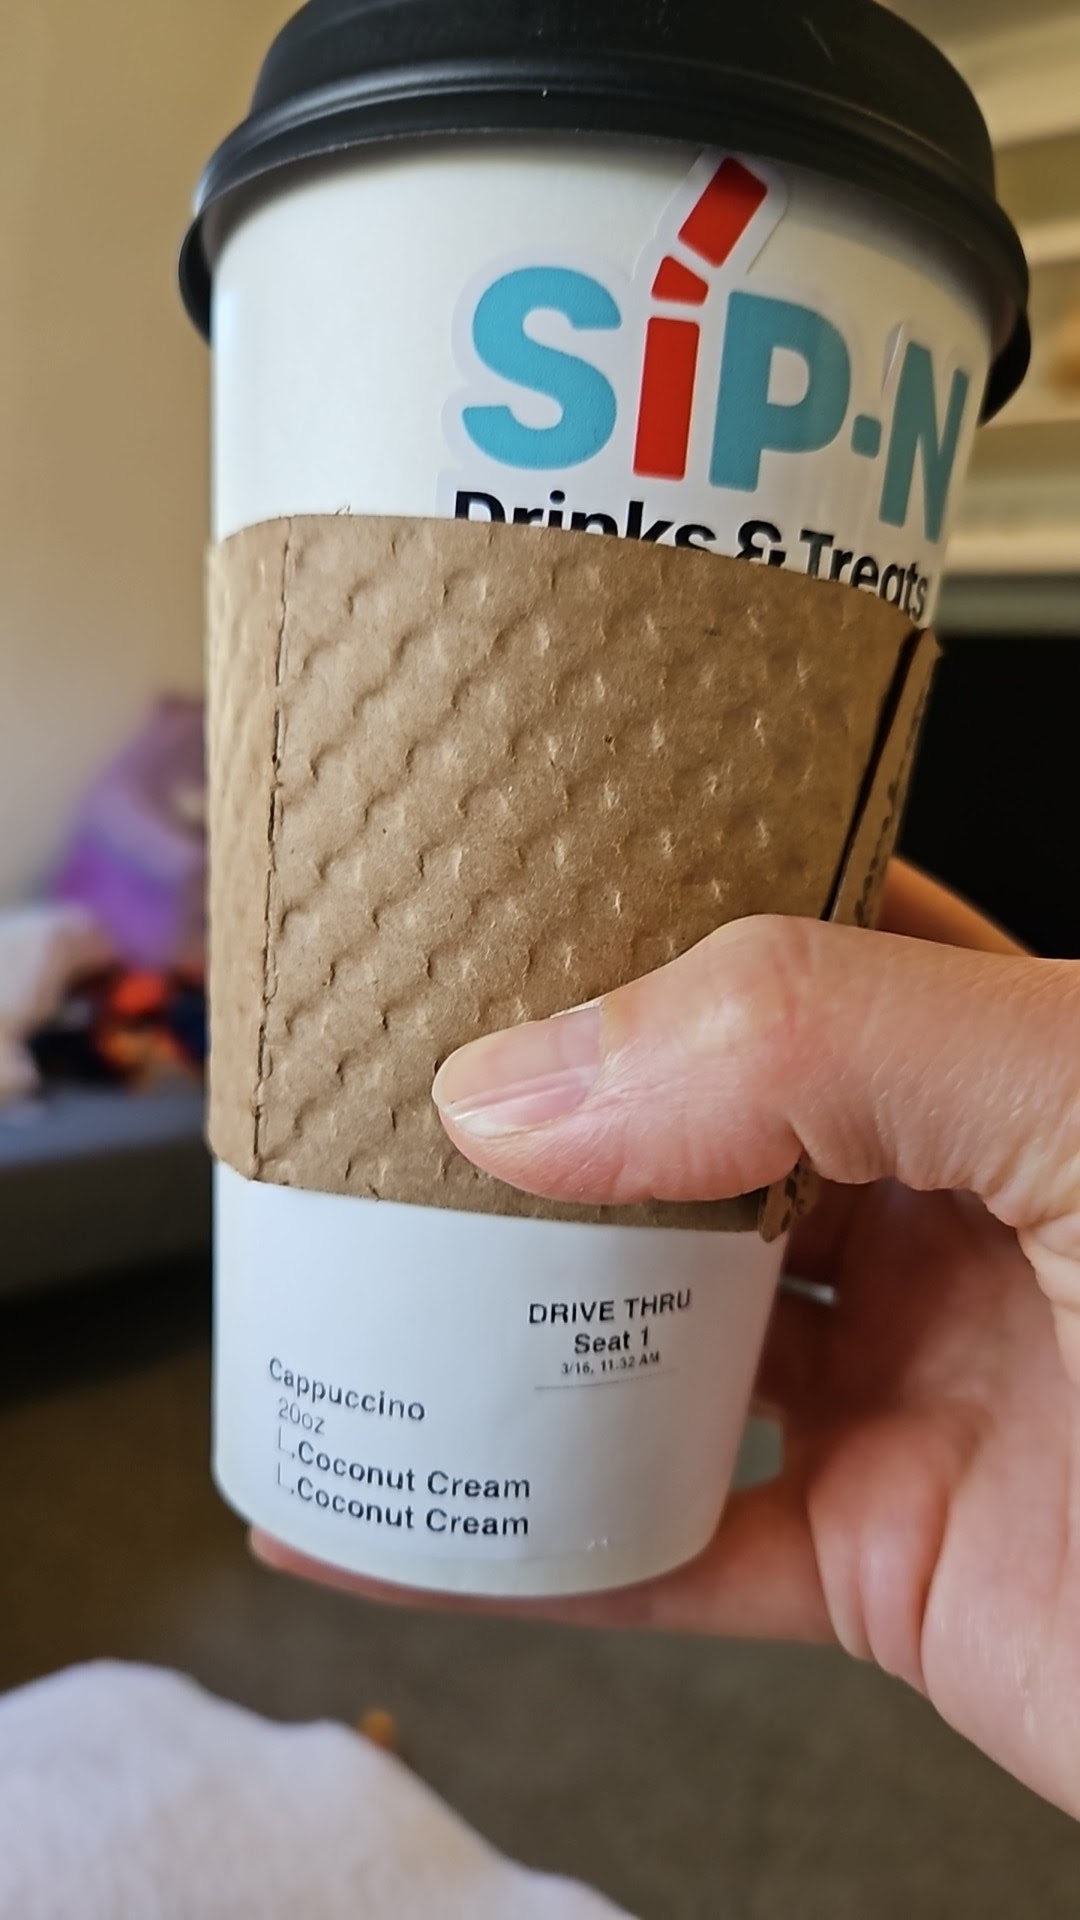 SiP-N
Drinks & Treats
DRIVE THRU
Seat 1
3/16, 11:32 AM
Cappuccino
20oz
Coconut Cream
Coconut Cream